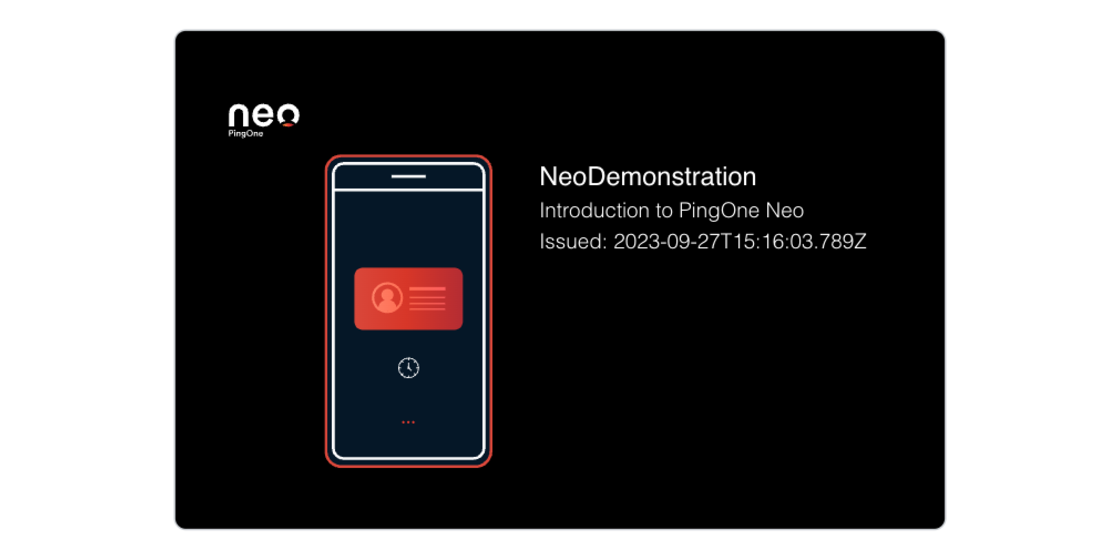 neo
PingOne
NeoDemonstration
Introduction to PingOne Neo
Issued: 2023-09-27T15:16:03.789Z